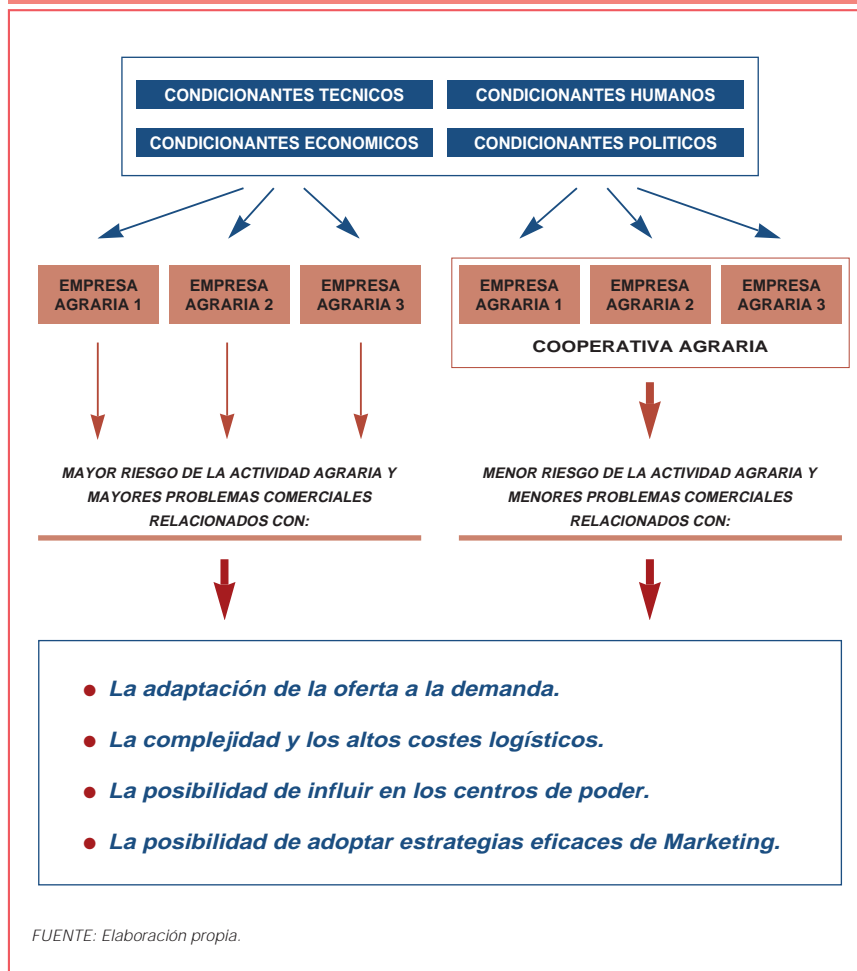 CONDICIONANTES TECNICOS
CONDICIONANTES HUMANOS
CONDICIONANTES ECONOMICOS
CONDICIONANTES POLITICOS
EMPRESA
AGRARIA 1
EMPRESA
AGRARIA 2
EMPRESA
AGRARIA 3
EMPRESA
AGRARIA 1
EMPRESA
AGRARIA 2
EMPRESA
AGRARIA 3
COOPERATIVA AGRARIA
MAYOR RIESGO DE LA ACTIVIDAD AGRARIA Y
MAYORES PROBLEMAS COMERCIALES
RELACIONADOS CON:
MENOR RIESGO DE LA ACTIVIDAD AGRARIA Y
MENORES PROBLEMAS COMERCIALES
RELACIONADOS CON:
• La adaptación de la oferta a la demanda.
• La complejidad y los altos costes logísticos.
• La posibilidad de influir en los centros de poder.
• La posibilidad de adoptar estrategias eficaces de Marketing.
FUENTE: Elaboración propia.